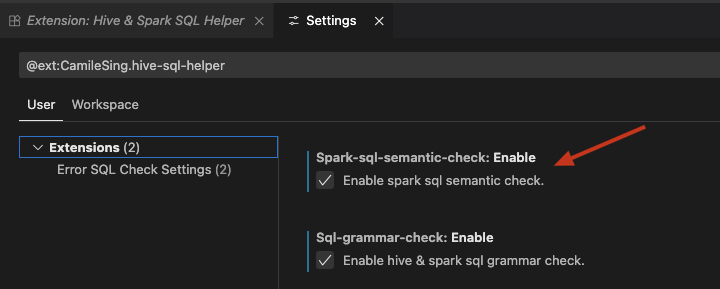 Extension: Hive & Spark SQL Helper
Settings
@ext:CamileSing.hive-sql-helper
User Workspace
Extensions (2)
Error SQL Check Settings (2)
Spark-sql-semantic-check: Enable
Enable spark sql semantic check.
Sql-grammar-check: Enable
Enable hive & spark sql grammar check.